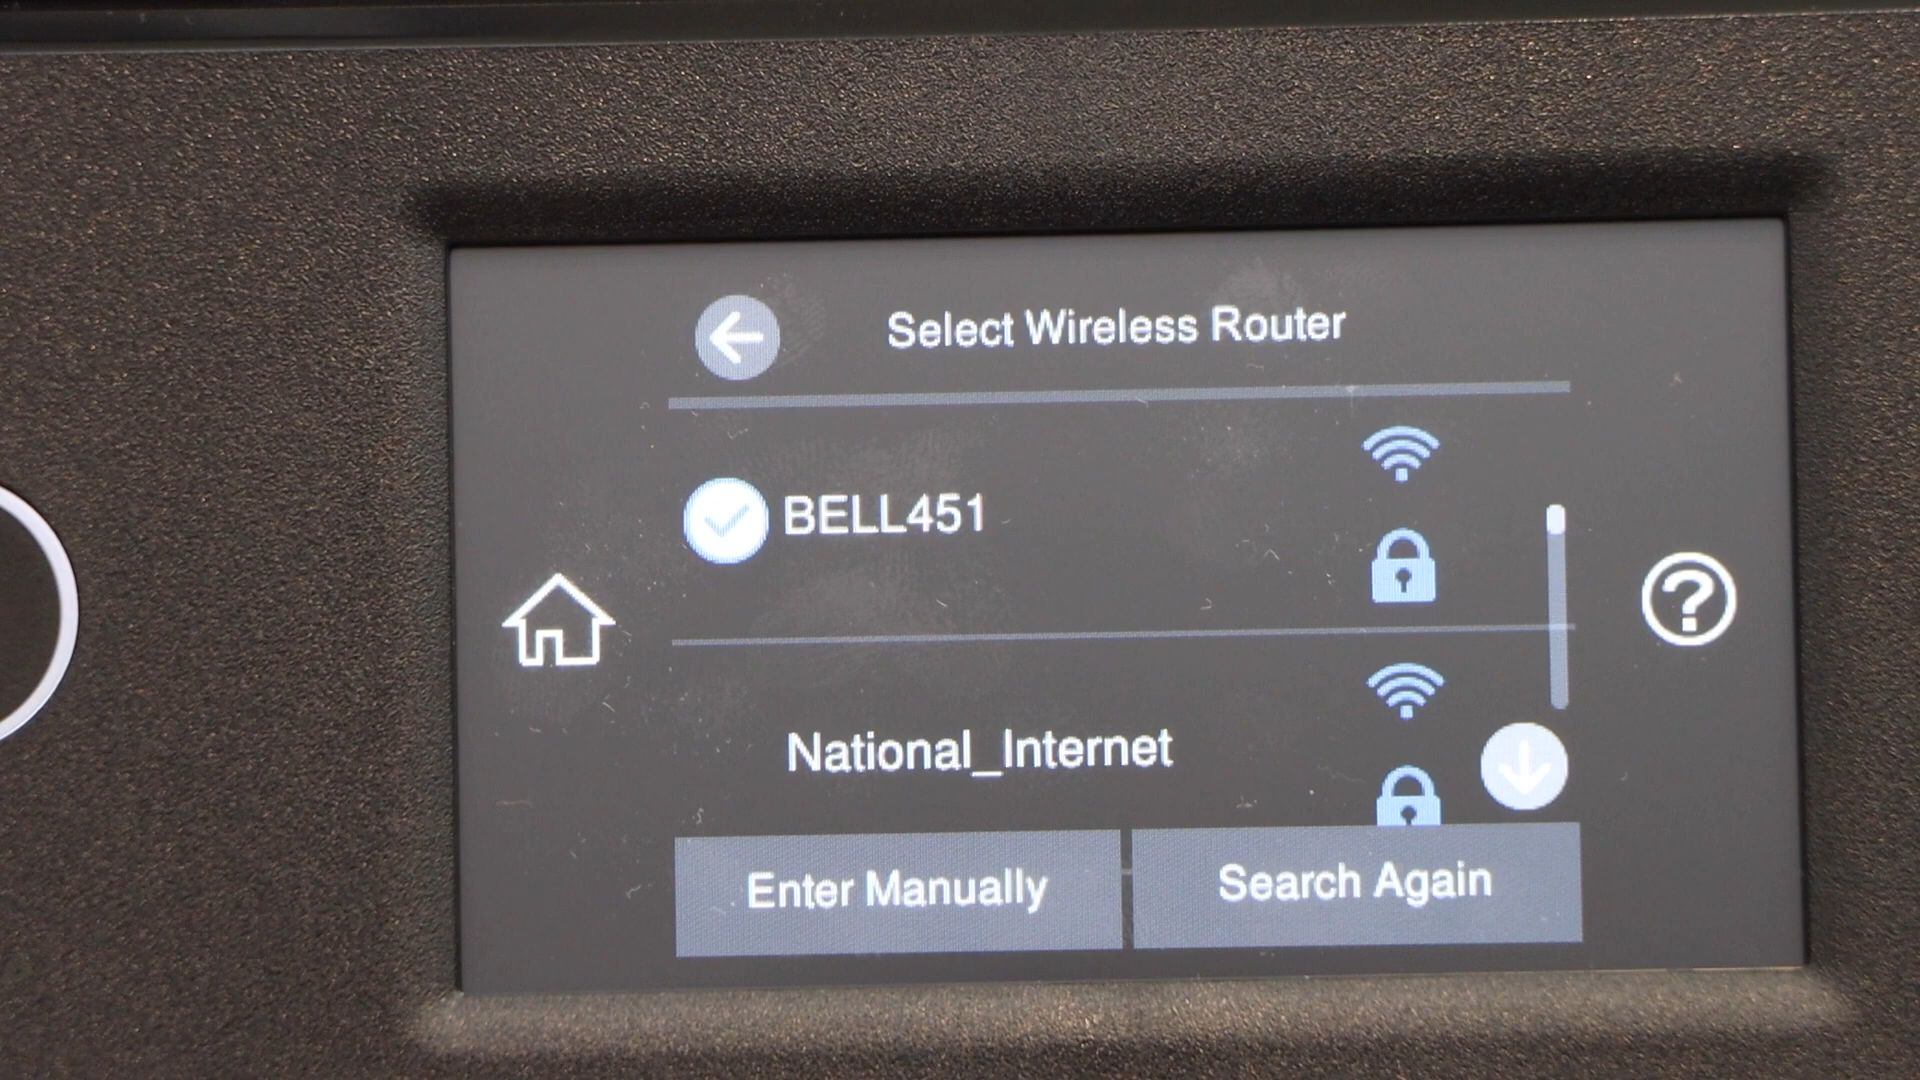 Select Wireless Router
BELL451
National_Internet
Enter Manually
Search Again